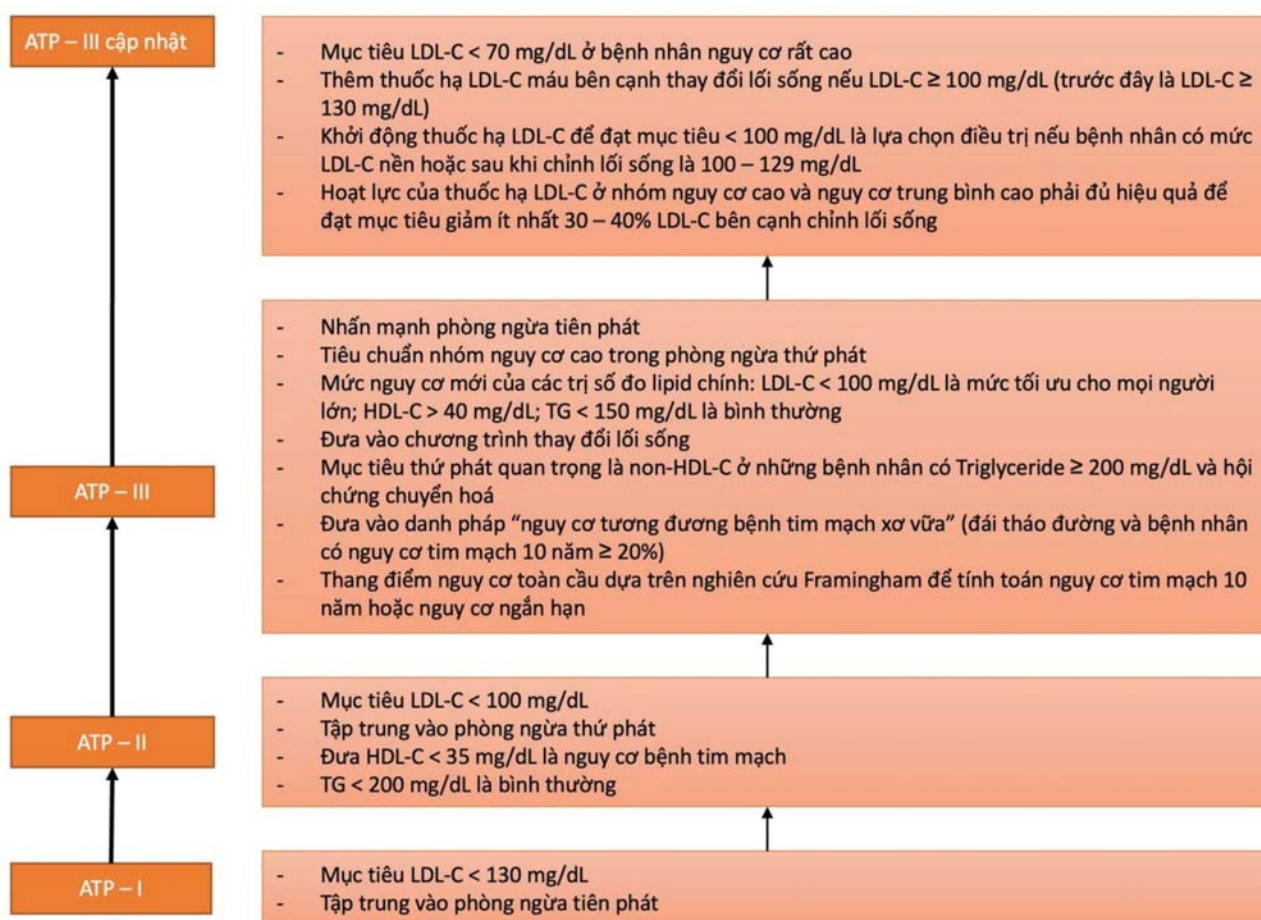 ATP – III cập nhật
- Mục tiêu LDL-C < 70 mg/dL ở bệnh nhân nguy cơ rất cao
- Thêm thuốc hạ LDL-C máu bên cạnh thay đổi lối sống nếu LDL-C ≥ 100 mg/dL (trước đây là LDL-C ≥
130 mg/dL)
- Khởi động thuốc hạ LDL-C để đạt mục tiêu < 100 mg/dL là lựa chọn điều trị nếu bệnh nhân có mức
LDL-C nền hoặc sau khi chỉnh lối sống là 100 – 129 mg/dL
- Hoạt lực của thuốc hạ LDL-C ở nhóm nguy cơ cao và nguy cơ trung bình cao phải đủ hiệu quả để
đạt mục tiêu giảm ít nhất 30 – 40% LDL-C bên cạnh chỉnh lối sống
ATP – III
- Nhấn mạnh phòng ngừa tiên phát
- Tiêu chuẩn nhóm nguy cơ cao trong phòng ngừa thứ phát
- Mức nguy cơ mới của các trị số đo lipid chính: LDL-C < 100 mg/dL là mức tối ưu cho mọi người
lớn; HDL-C > 40 mg/dL; TG < 150 mg/dL là bình thường
- Đưa vào chương trình thay đổi lối sống
- Mục tiêu thứ phát quan trọng là non-HDL-C ở những bệnh nhân có Triglyceride ≥ 200 mg/dL và hội
chứng chuyển hoá
- Đưa vào danh pháp “nguy cơ tương đương bệnh tim mạch xơ vữa” (đái tháo đường và bệnh nhân
có nguy cơ tim mạch 10 năm ≥ 20%)
- Thang điểm nguy cơ toàn cầu dựa trên nghiên cứu Framingham để tính toán nguy cơ tim mạch 10
năm hoặc nguy cơ ngắn hạn
ATP – II
- Mục tiêu LDL-C < 100 mg/dL
- Tập trung vào phòng ngừa thứ phát
- Đưa HDL-C < 35 mg/dL là nguy cơ bệnh tim mạch
- TG < 200 mg/dL là bình thường
ATP – I
- Mục tiêu LDL-C < 130 mg/dL
- Tập trung vào phòng ngừa tiên phát